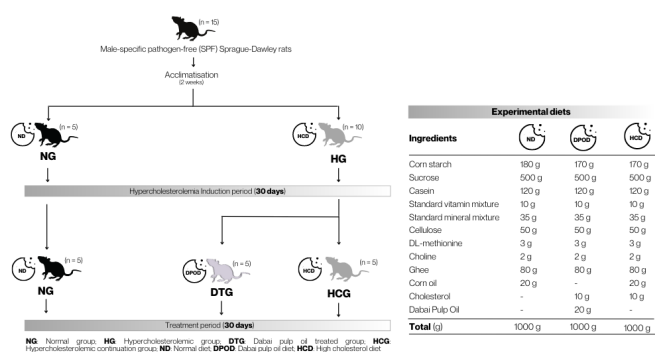 (n = 15)
Male-specific pathogen-free (SPF) Sprague-Dawley rats
Acclimatisation
(2 weeks)
ND
(n = 5)
NG
HCD
(n = 10)
HG
Hypercholesterolemia Induction period (30 days)
ND
(n = 5)
NG
DPOD
(n = 5)
DTG
HCD
(n = 5)
HCG
Treatment period (30 days)
NG: Normal group; HG: Hypercholesterolemic group; DTG: Dabai pulp oil treated group; HCG:
Hypercholesterolemic continuation group; ND: Normal diet; DPOD: Dabai pulp oil diet; HCD: High cholesterol diet
Experimental diets
Ingredients ND DPOD HCD
Corn starch 180 g 170 g 170 g
Sucrose 500 g 500 g 500 g
Casein 120 g 120 g 120 g
Standard vitamin mixture 10 g 10 g 10 g
Standard mineral mixture 35 g 35 g 35 g
Cellulose 50 g 50 g 50 g
DL-methionine 3 g 3 g 3 g
Choline 2 g 2 g 2 g
Ghee 80 g 80 g 80 g
Corn oil 20 g - 20 g
Cholesterol - 10 g 10 g
Dabai Pulp Oil - 20 g -
Total (g) 1000 g 1000 g 1000 g